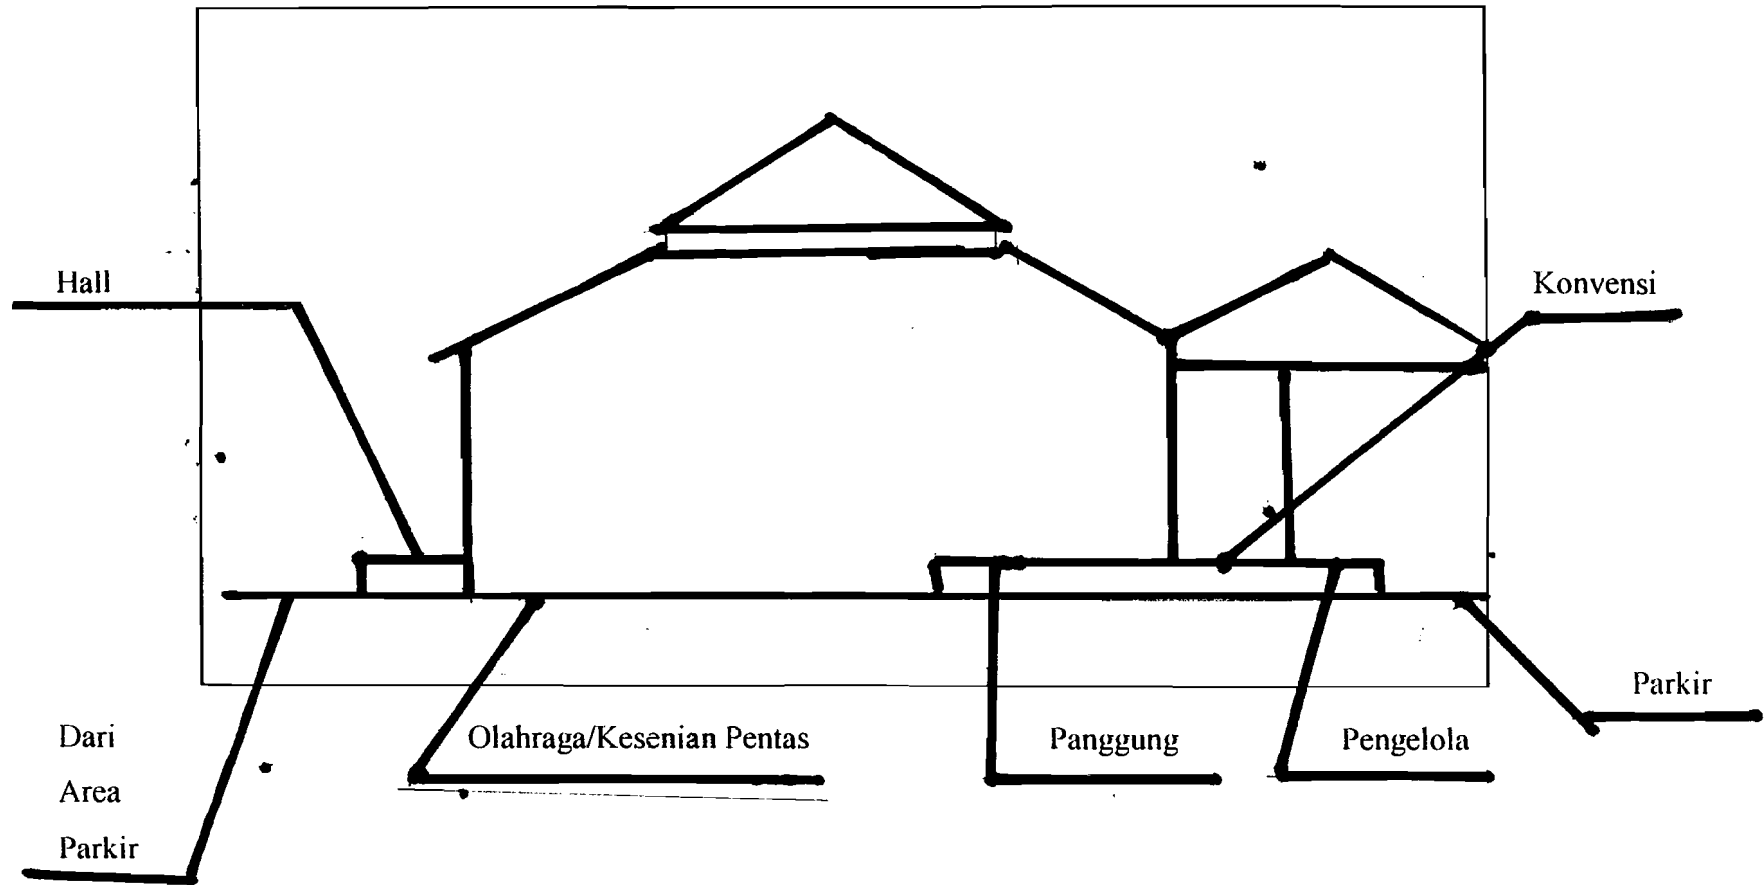 Hall
Konvensi
Parkir
Dari
Area
Parkir
Olahraga/Kesenian Pentas
Panggung
Pengelola